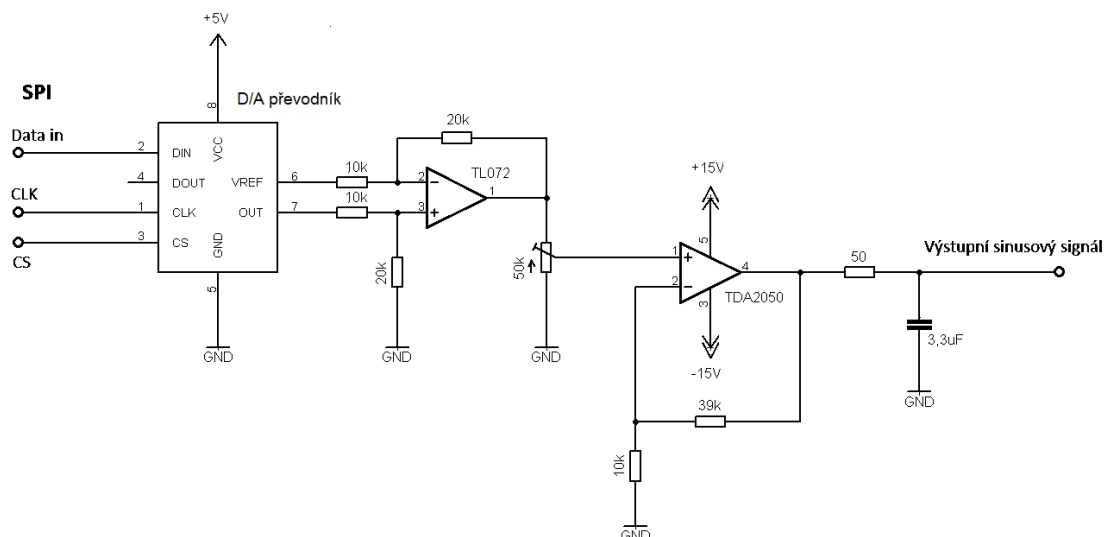 +5V
SPI
D/A převodník
8
Data in
2
DIN
VCC
20k
4
DOUT
VREF
6
10k
2
TL072
1
+15V
CLK
1
CLK
OUT
7
10k
3
3
CS
GND
CS
5
20k
50k
1
5
4
Výstupní sinusový signál
50
2
3
TDA2050
3,3uF
GND
GND
GND
-15V
GND
39k
10k
GND